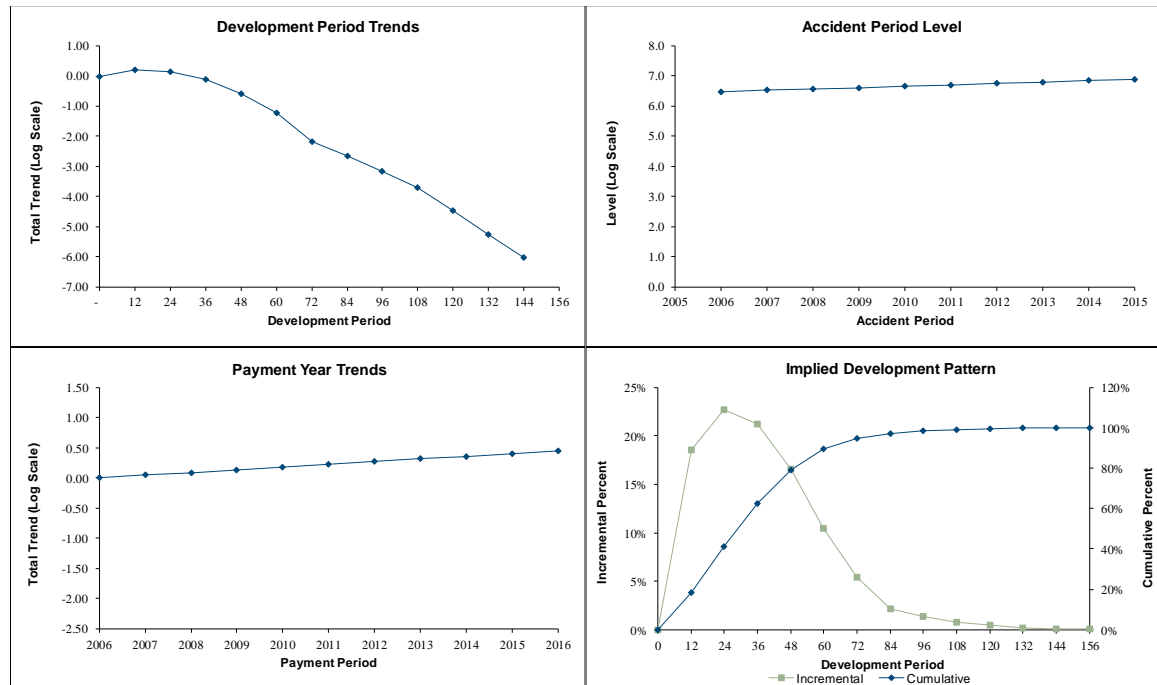 Development Period Trends
1.00
0.00
-1.00
-2.00
-3.00
-4.00
-5.00
-6.00
-7.00
Total Trend (Log Scale)
- 12 24 36 48 60 72 84 96 108 120 132 144 156
Development Period
Accident Period Level
8.0
7.0
6.0
5.0
4.0
3.0
2.0
1.0
0.0
Level (Log Scale)
2005 2006 2007 2008 2009 2010 2011 2012 2013 2014 2015
Accident Period
Payment Year Trends
1.50
1.00
0.50
0.00
-0.50
-1.00
-1.50
-2.00
-2.50
Total Trend (Log Scale)
2006 2007 2008 2009 2010 2011 2012 2013 2014 2015 2016
Payment Period
Implied Development Pattern
25%
20%
15%
10%
5%
0%
Incremental Percent
120%
100%
80%
60%
40%
20%
0%
Cumulative Percent
0 12 24 36 48 60 72 84 96 108 120 132 144 156
Development Period
Incremental Cumulative